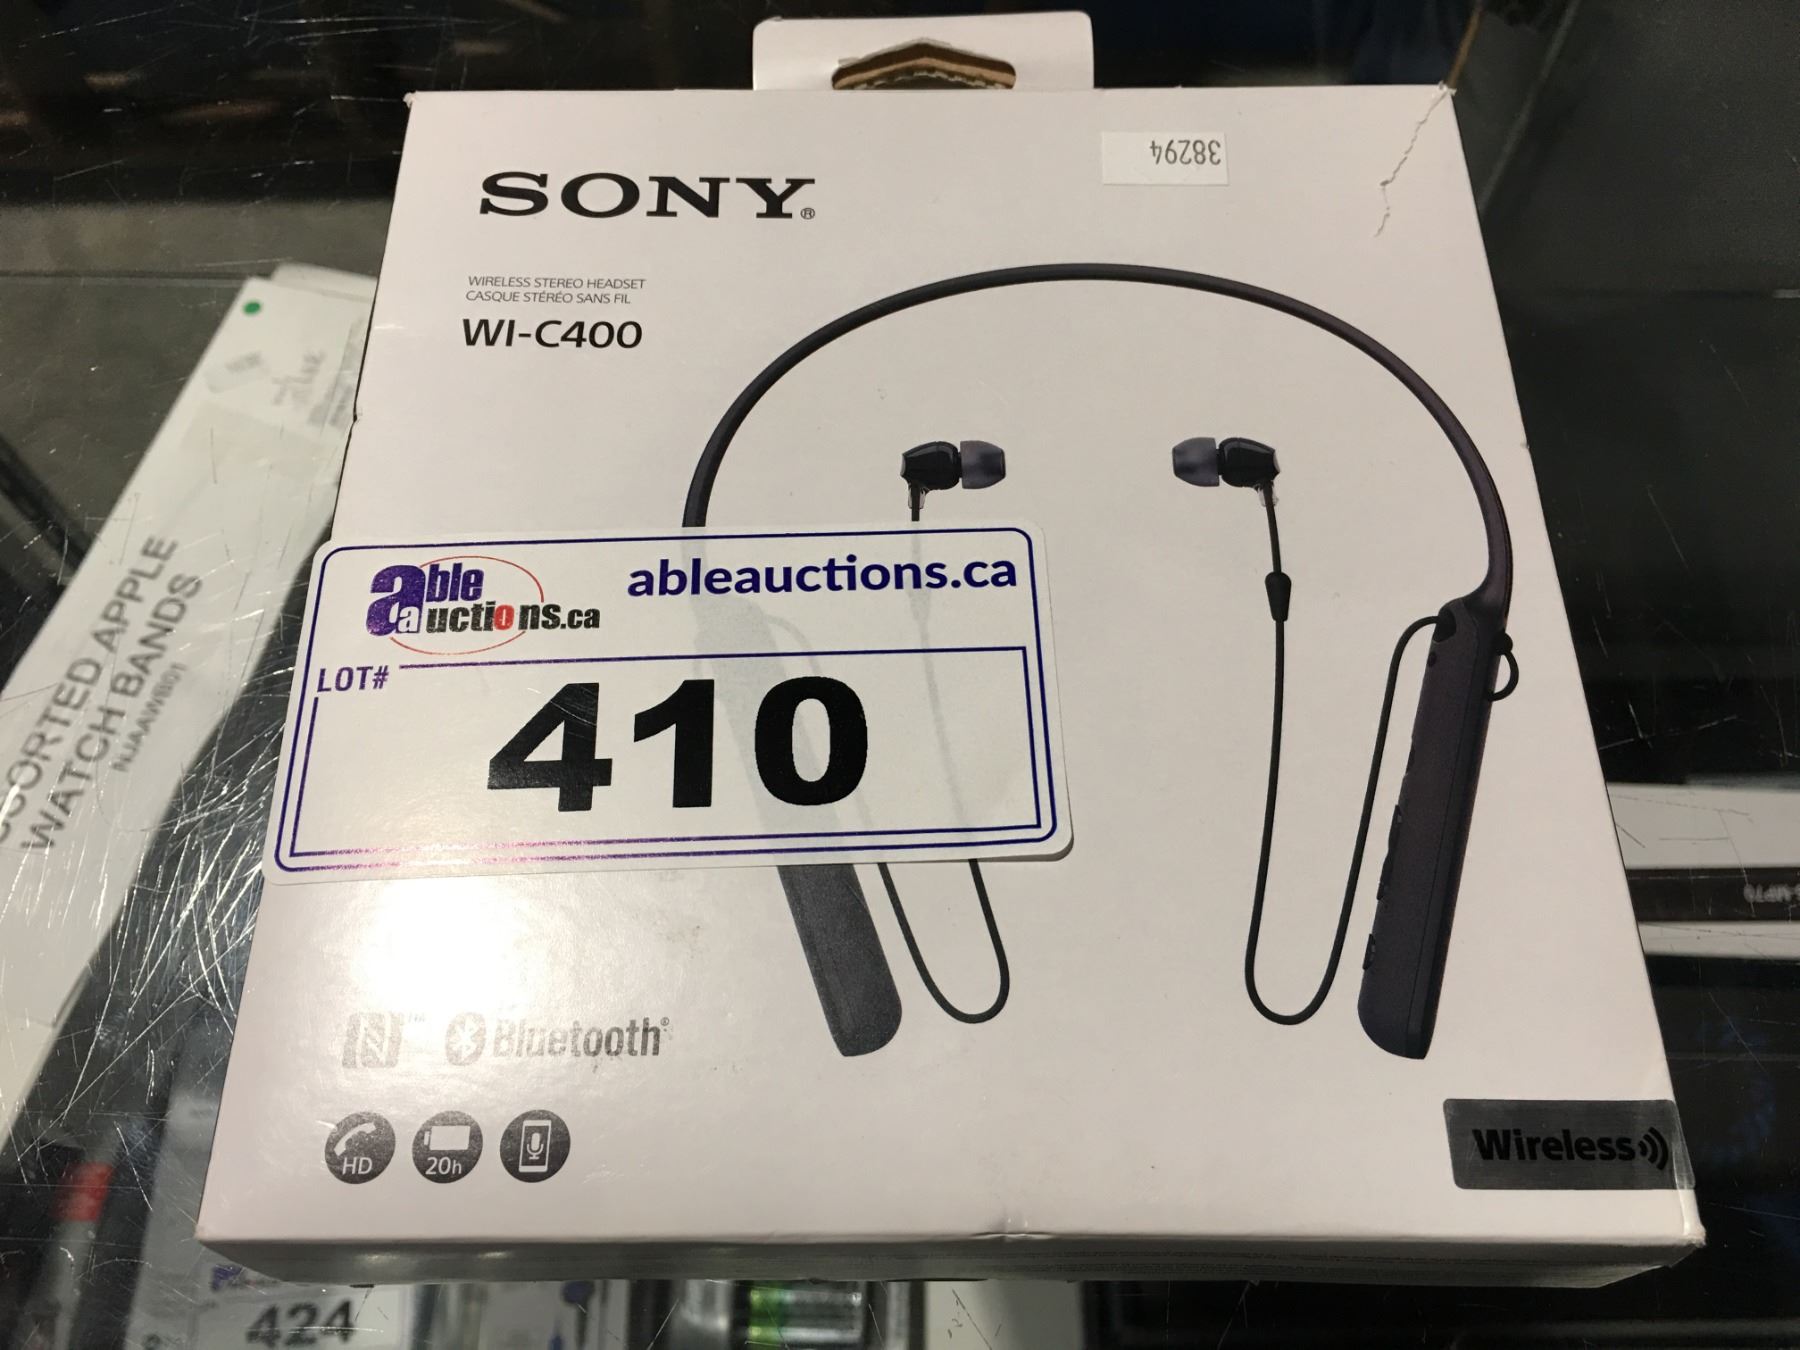 38294
SONY®
WIRELESS STEREO HEADSET
CASQUE STÉRÉO SANS FIL
WI-C400
able auctions.ca
ableauctions.ca
LOT#
410
Bluetooth®
HD
20h
Wireless
APPLE
WATCH BANDS
NJAAWB01
424